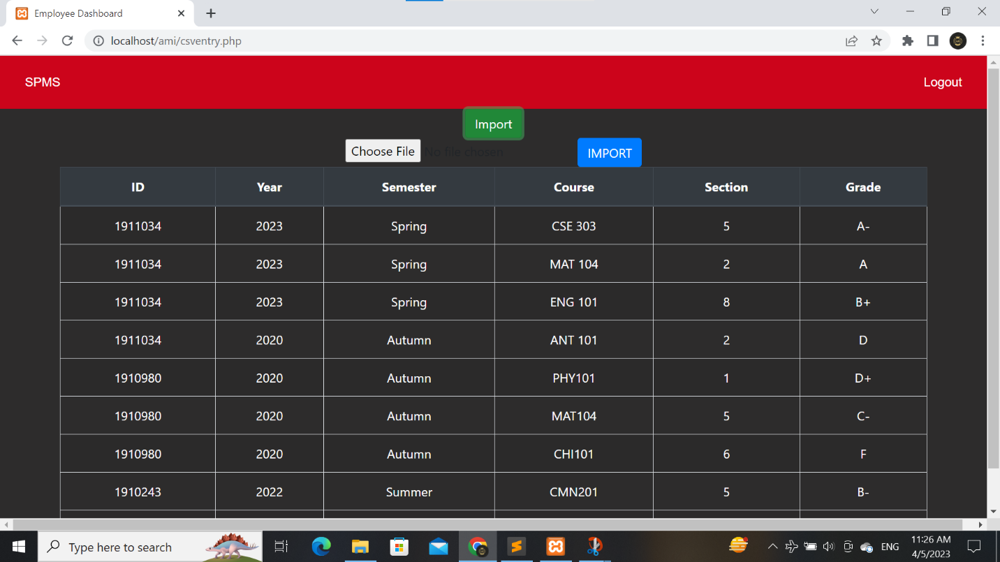 Employee Dashboard
localhost/ami/csventry.php
SPMS Logout
Import
Choose File No file chosen IMPORT
ID Year Semester Course Section Grade
1911034 2023 Spring CSE 303 5 A-
1911034 2023 Spring MAT 104 2 A
1911034 2023 Spring ENG 101 8 B+
1911034 2020 Autumn ANT 101 2 D
1910980 2020 Autumn PHY101 1 D+
1910980 2020 Autumn MAT104 5 C-
1910980 2020 Autumn CHI101 6 F
1910243 2022 Summer CMN201 5 B-
Type here to search ENG 11:26 AM
4/5/2023